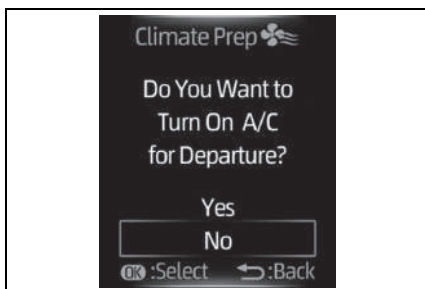 Climate Prep
Do You Want to
Turn On A/C
for Departure?
Yes
No
OK :Select :Back